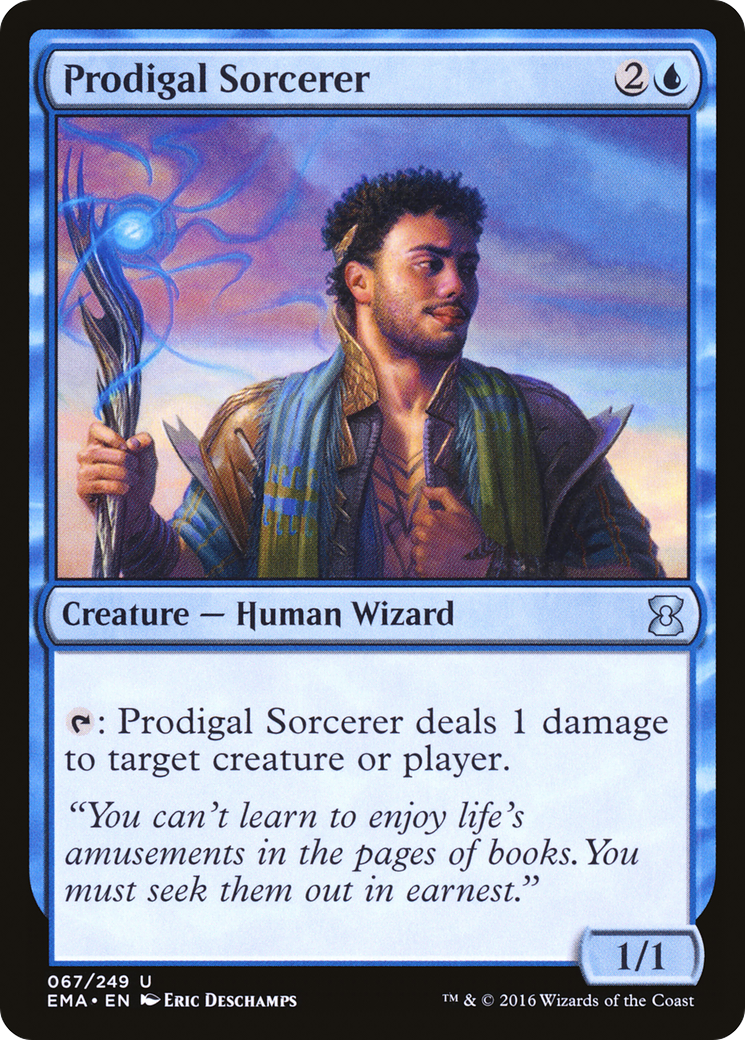 Prodigal Sorcerer 2
Creature — Human Wizard
: Prodigal Sorcerer deals 1 damage
to target creature or player.
“You can’t learn to enjoy life’s
amusements in the pages of books. You
must seek them out in earnest.”
1/1
067/249 U
EMA • EN Eric Deschamps
™ & © 2016 Wizards of the Coast